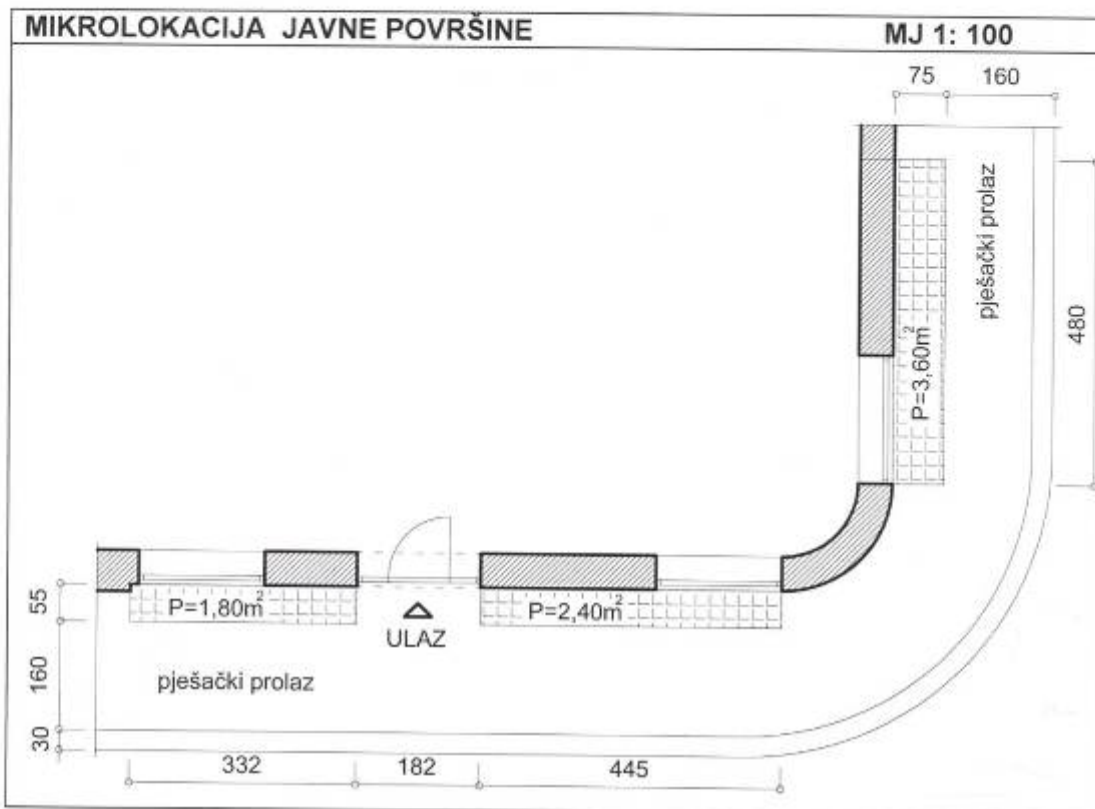 MIKROLOKACIJA JAVNE POVRŠINE
MJ 1: 100
75
160
pješački prolaz
480
P=3,60m²
55
P=1,80m²
P=2,40m²
ULAZ
160
pješački prolaz
30
332
182
445